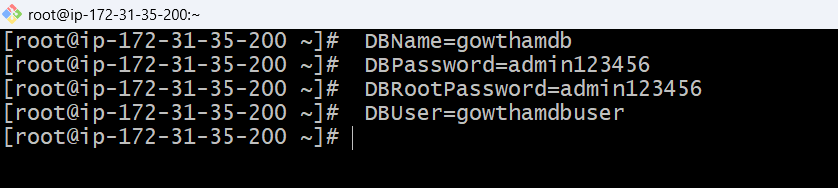 root@ip-172-31-35-200:~
[root@ip-172-31-35-200 ~]#  DBName=gowthamdb
[root@ip-172-31-35-200 ~]#  DBPassword=admin123456
[root@ip-172-31-35-200 ~]#  DBRootPassword=admin123456
[root@ip-172-31-35-200 ~]#  DBUser=gowthamdbuser
[root@ip-172-31-35-200 ~]#